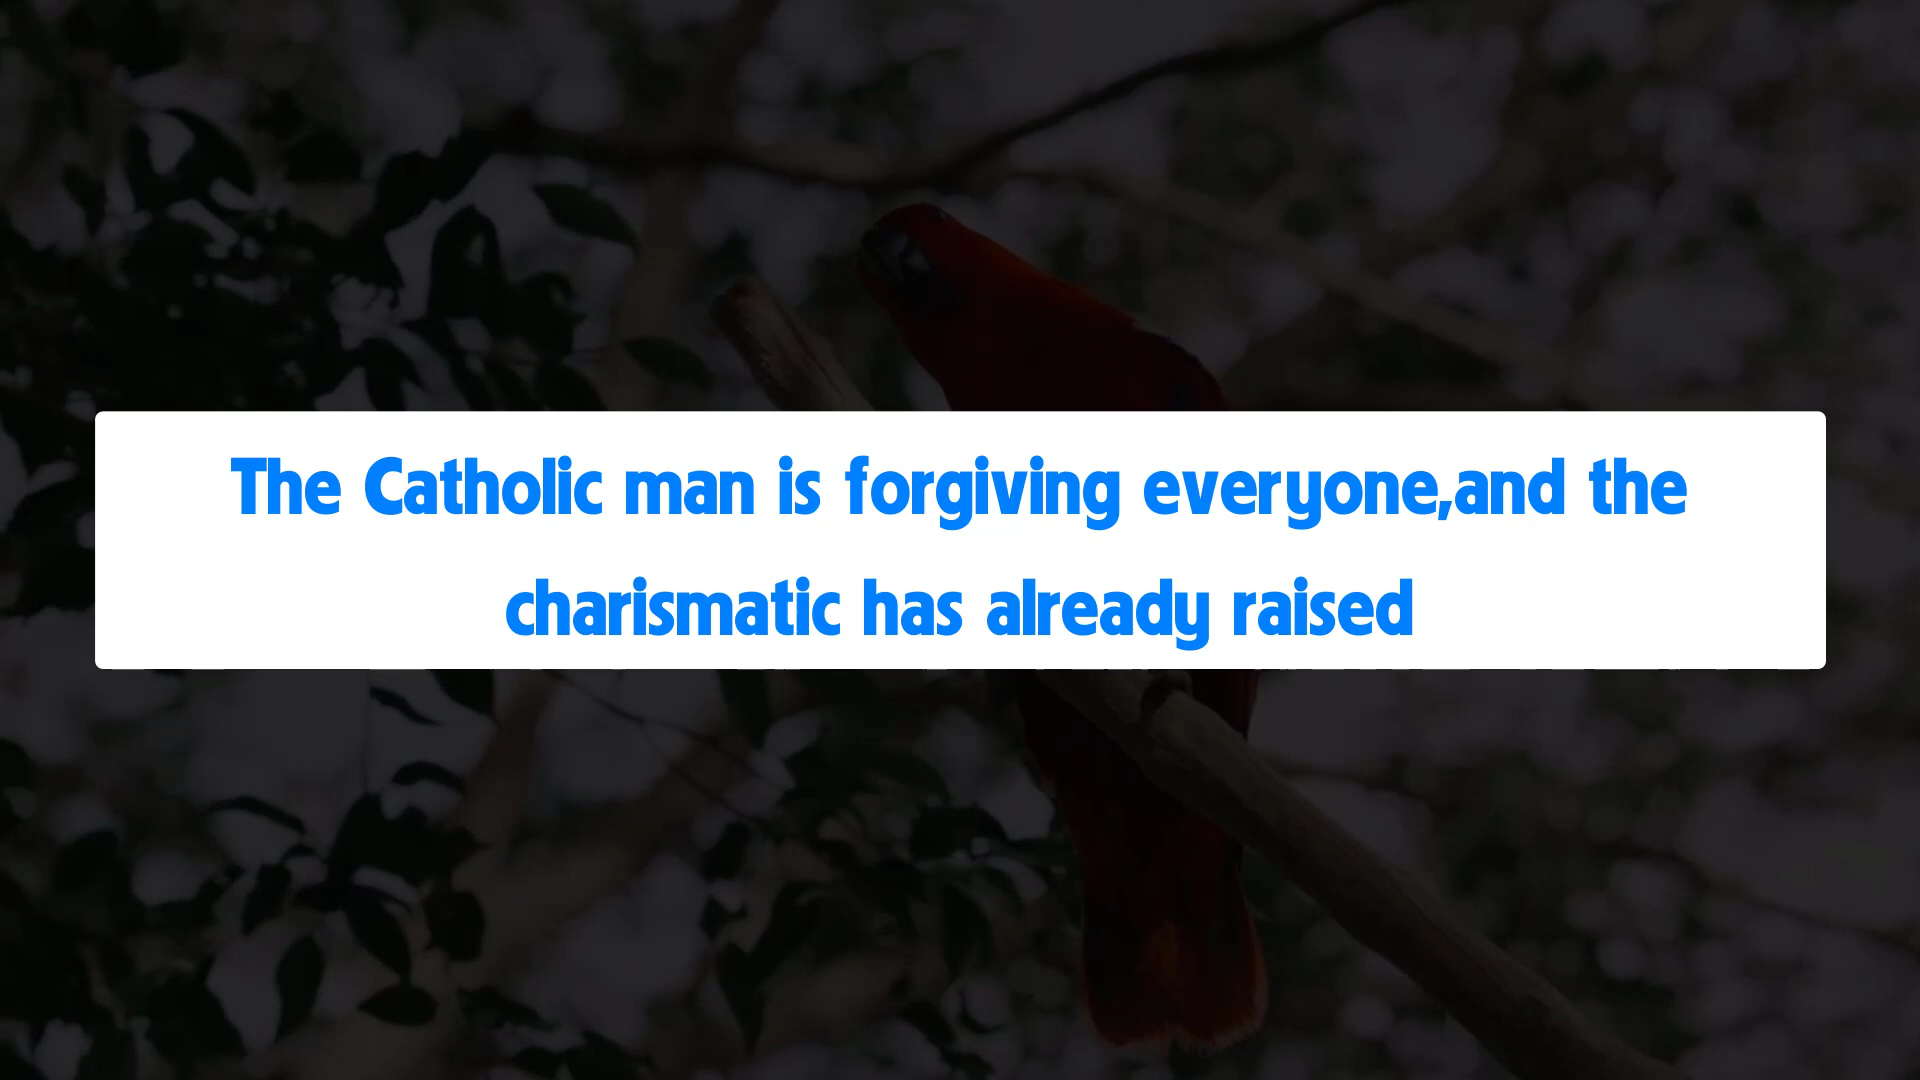 The Catholic man is forgiving everyone,and the
charismatic has already raised